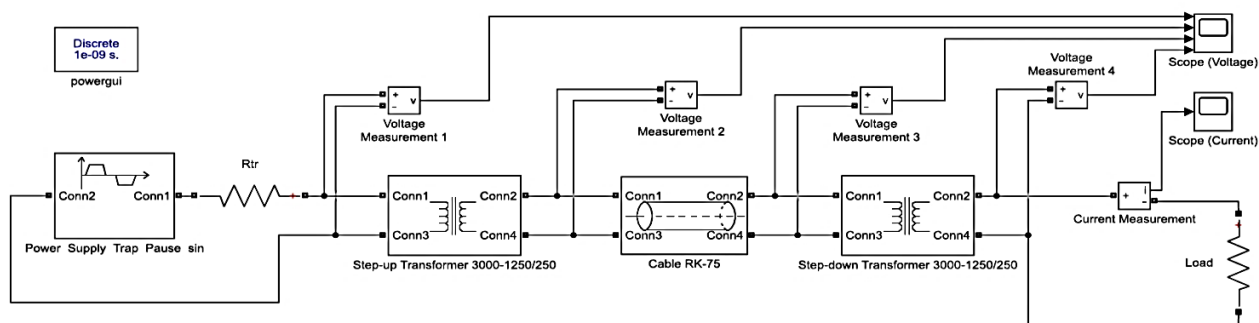 Discrete
1e-09 s.
powergui
+
-
v
Voltage
Measurement 1
+
-
v
Voltage
Measurement 2
+
-
v
Voltage
Measurement 3
Voltage
Measurement 4
+
-
v
Scope (Voltage)
Scope (Current)
Conn2
Conn1
Power Supply Trap Pause sin
Rtr
+
Conn1
Conn2
Conn3
Conn4
Step-up Transformer 3000-1250/250
Conn1
Conn2
Conn3
Conn4
Cable RK-75
Conn1
Conn2
Conn3
Conn4
Step-down Transformer 3000-1250/250
+
i
-
Current Measurement
+
Load